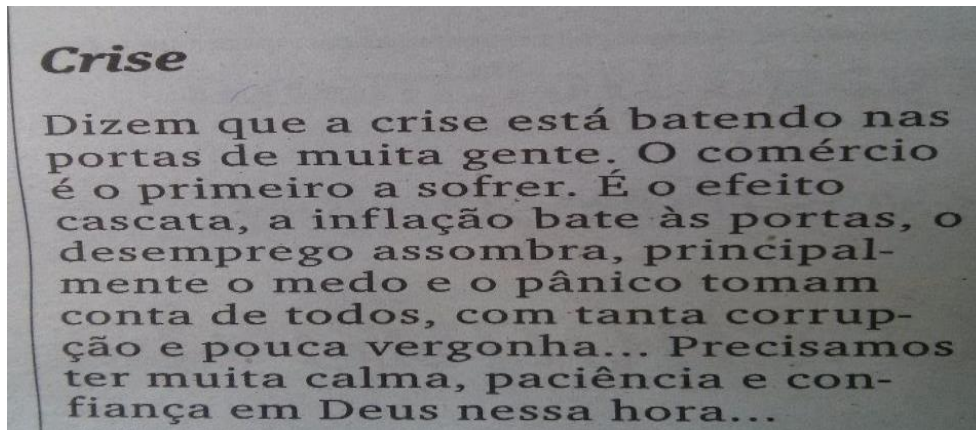 Crise
Dizem que a crise está batendo nas
portas de muita gente. O comércio
é o primeiro a sofrer. É o efeito
cascata, a inflação bate às portas, o
desemprego assombra, principal-
mente o medo e o pânico tomam
conta de todos, com tanta corrup-
ção e pouca vergonha... Precisamos
ter muita calma, paciência e con-
fiança em Deus nessa hora...